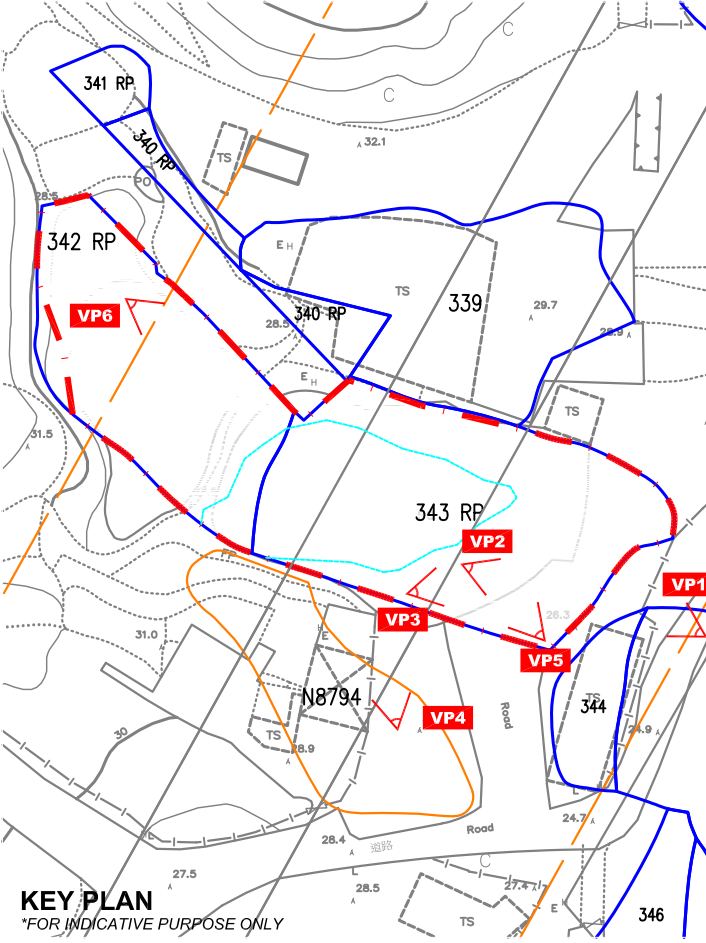 C
341 RP
C
340 RP
TS
32.1
PO
28.5
342 RP
E H
TS
339
29.7
VP6
340 RP
28.5
28.9
E H
TS
31.5
343 RP
VP2
VP1
VP3
26.3
31.0
E
VP5
N8794
TS
344
VP4
Road
TS
30
28.9
24.9
24.7
Road
28.4
道路
C
27.5
28.5
27.4
E
TS
346
KEY PLAN
*FOR INDICATIVE PURPOSE ONLY